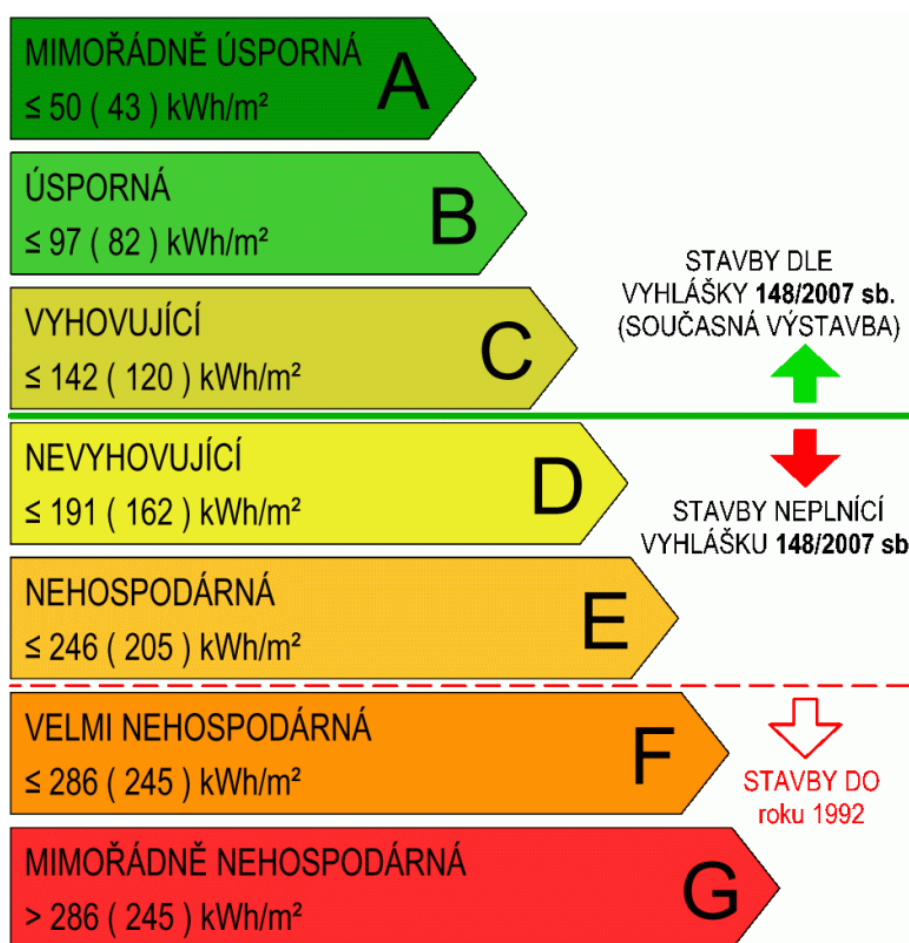 MIMOŘÁDNĚ ÚSPORNÁ
≤ 50 ( 43 ) kWh/m²
A
ÚSPORNÁ
≤ 97 ( 82 ) kWh/m²
B
VYHOVUJÍCÍ
≤ 142 ( 120 ) kWh/m²
C
STAVBY DLE
VYHLÁŠKY 148/2007 sb.
(SOUČASNÁ VÝSTAVBA)
NEVYHOVUJÍCÍ
≤ 191 ( 162 ) kWh/m²
D
STAVBY NEPLNÍCÍ
VYHLÁŠKU 148/2007 sb
NEHOSPODÁRNÁ
≤ 246 ( 205 ) kWh/m²
E
VELMI NEHOSPODÁRNÁ
≤ 286 ( 245 ) kWh/m²
F
STAVBY DO
roku 1992
MIMOŘÁDNĚ NEHOSPODÁRNÁ
> 286 ( 245 ) kWh/m²
G